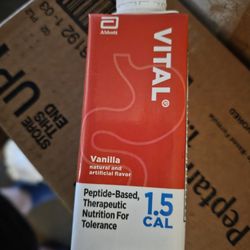 Abbott
VITAL®
Vanilla
natural and
artificial flavor
Peptide-Based,
Therapeutic
Nutrition For
Tolerance
1.5
CAL
STORE THIS
END
UP
Peptam